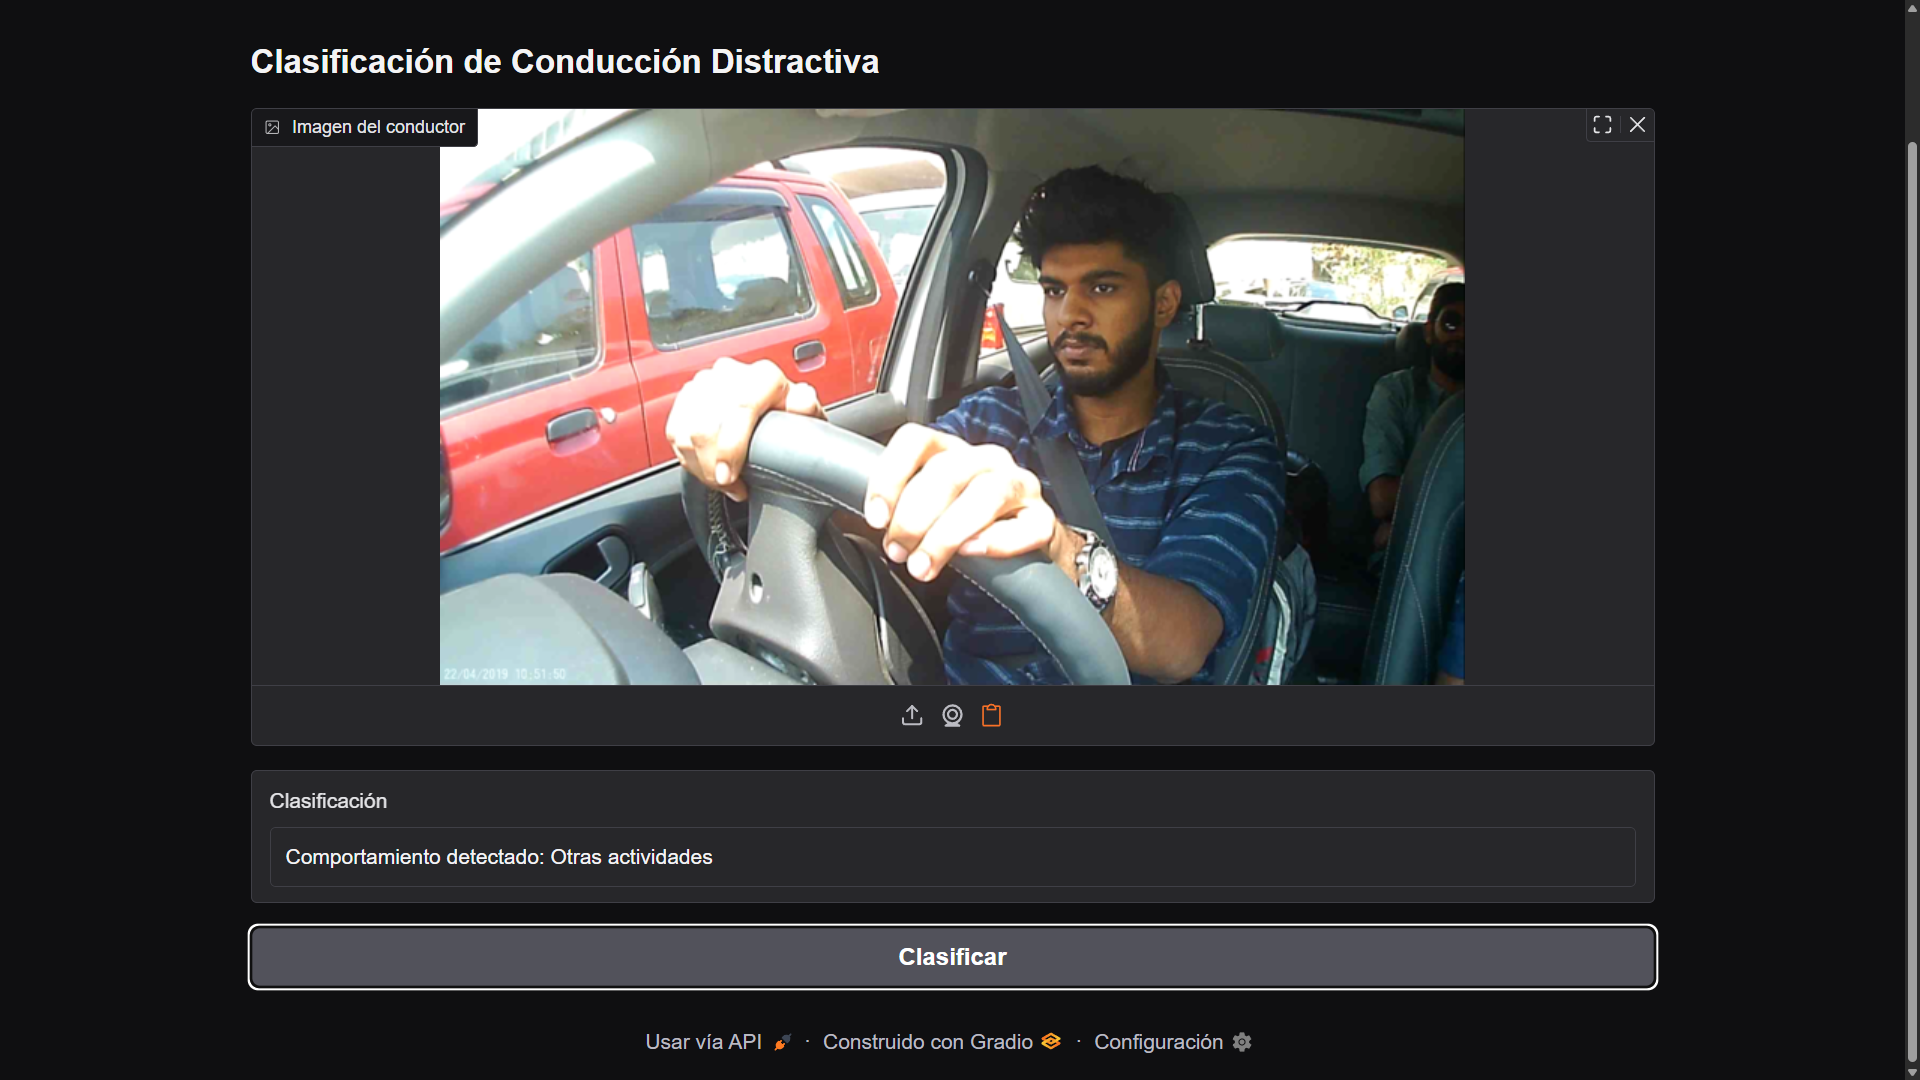 Clasificación de Conducción Distractiva
Imagen del conductor
22/04/2019 10:51:50
Clasificación
Comportamiento detectado: Otras actividades
Clasificar
Usar vía API · Construido con Gradio · Configuración